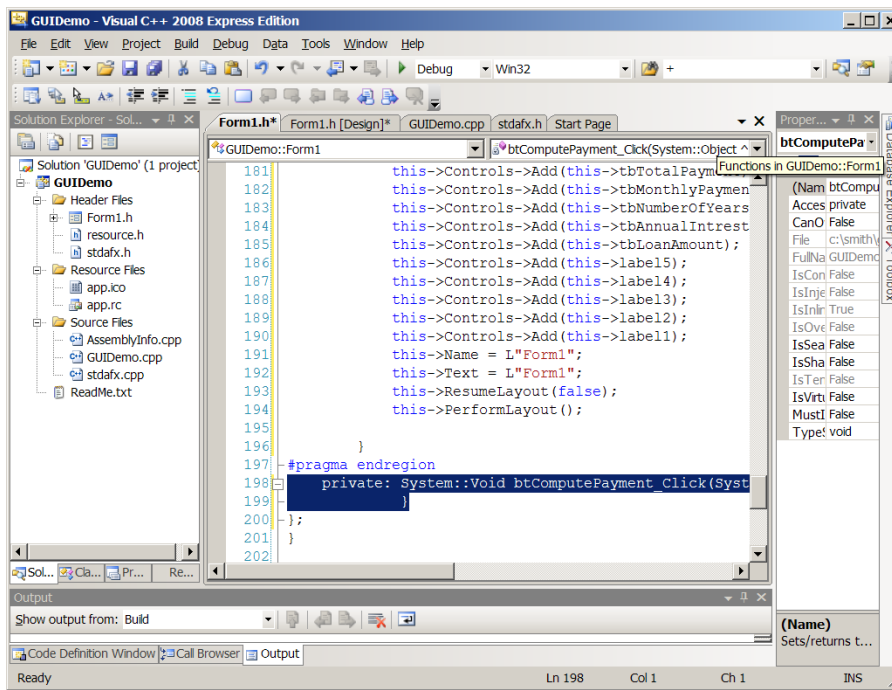 GUIDemo - Visual C++ 2008 Express Edition
File Edit View Project Build Debug Data Tools Window Help
Debug Win32 +
Solution Explorer - Sol...
Form1.h* Form1.h [Design]* GUIDemo.cpp stdafx.h Start Page
Proper...
GUIDemo::Form1 btComputePayment_Click(System::Object ^
btComputePa
Functions in GUIDemo::Form1
Database Explorer
Toolbox
Solution 'GUIDemo' (1 project
GUIDemo
Header Files
Form1.h
resource.h
stdafx.h
Resource Files
app.ico
app.rc
Source Files
AssemblyInfo.cpp
GUIDemo.cpp
stdafx.cpp
ReadMe.txt
181 this->Controls->Add(this->tbTotalPayment)
182 this->Controls->Add(this->tbMonthlyPaymen
183 this->Controls->Add(this->tbNumberOfYears
184 this->Controls->Add(this->tbAnnualIntrest
185 this->Controls->Add(this->tbLoanAmount);
186 this->Controls->Add(this->label5);
187 this->Controls->Add(this->label4);
188 this->Controls->Add(this->label3);
189 this->Controls->Add(this->label2);
190 this->Controls->Add(this->label1);
191 this->Name = L"Form1";
192 this->Text = L"Form1";
193 this->ResumeLayout(false);
194 this->PerformLayout();
195
196 }
197 #pragma endregion
198 private: System::Void btComputePayment_Click(Syst
199 }
200 };
201 }
202
(Nam btCompu
Acces private
CanO False
File c:\smith\
FullNa GUIDemo
IsCon False
IsInje False
IsInlir True
IsOve False
IsSea False
IsSha False
IsTer False
IsVirtu False
MustI False
TypeS void
Sol... Cla... Pr... Re...
Output
Show output from: Build
(Name)
Sets/returns t...
Code Definition Window Call Browser Output
Ready Ln 198 Col 1 Ch 1 INS